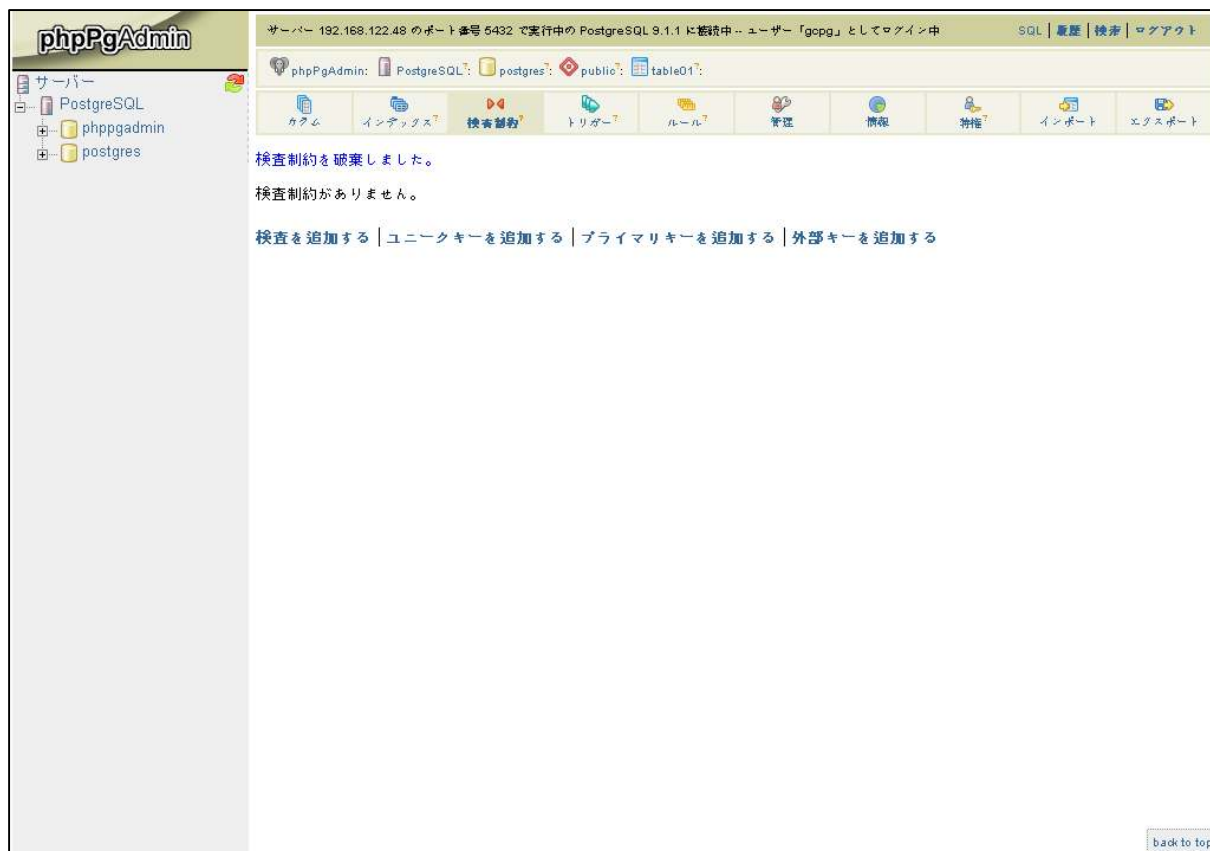 phpPgAdmin
サーバー 192.168.122.48 のポート番号 5432 で実行中の PostgreSQL 9.1.1 に接続中 -- ユーザー「gopg」としてログイン中
SQL | 履歴 | 検索 | ログアウト
phpPgAdmin: PostgreSQL?: postgres?: public?: table01?:
サーバー
PostgreSQL
phppgadmin
postgres
カラム インデックス? 検査制約? トリガー? ルール? 管理 情報 特権? インポート エクスポート
検査制約を破棄しました。
検査制約がありません。
検査を追加する | ユニークキーを追加する | プライマリキーを追加する | 外部キーを追加する
back to top